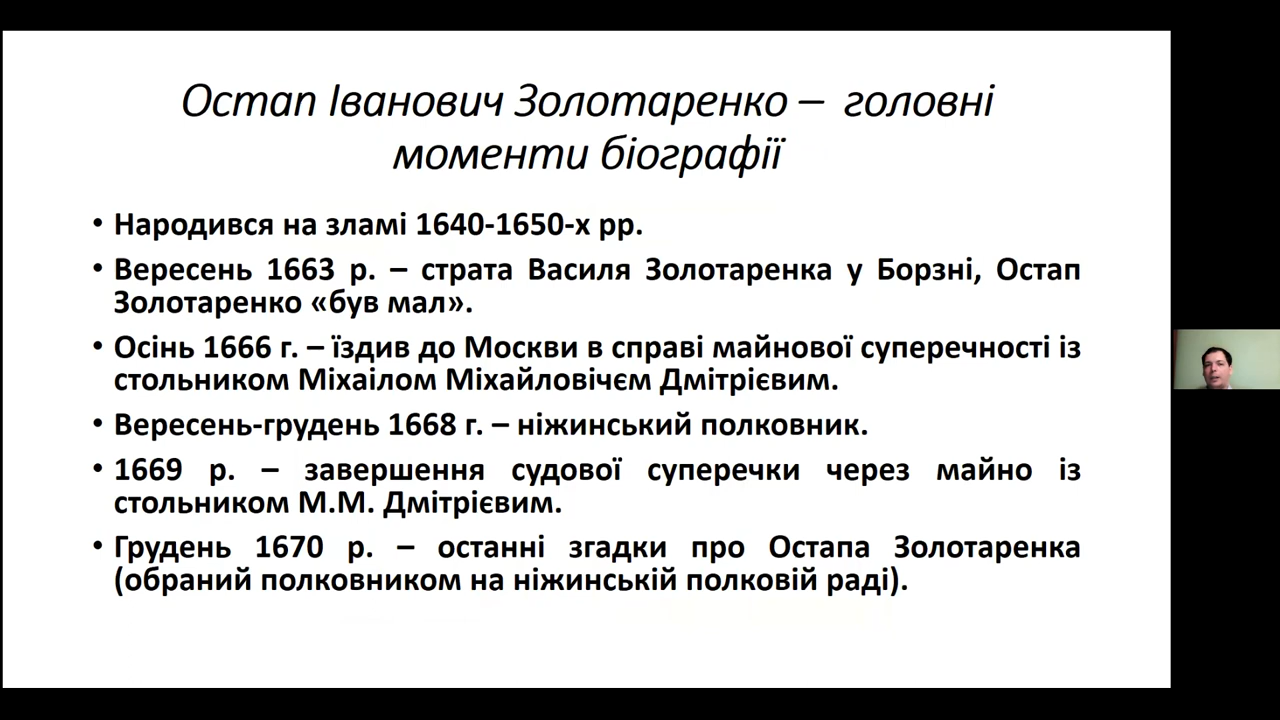 Остап Іванович Золотаренко – головні
моменти біографії
• Народився на зламі 1640-1650-х рр.
• Вересень 1663 р. – страта Василя Золотаренка у Борзні, Остап
Золотаренко «був мал».
• Осінь 1666 г. – їздив до Москви в справі майнової суперечності із
стольником Міхаілом Міхайловічєм Дмітрієвим.
• Вересень-грудень 1668 г. – ніжинський полковник.
• 1669 р. – завершення судової суперечки через майно із
стольником М.М. Дмітрієвим.
• Грудень 1670 р. – останні згадки про Остапа Золотаренка
(обраний полковником на ніжинській полковій раді).